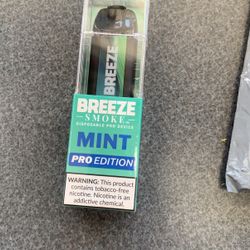 BREEZE
BREEZE
SMOKE
DISPOSABLE POD DEVICE
MINT
PRO EDITION
WARNING: This product
contains tobacco-free
nicotine. Nicotine is an
addictive chemical.